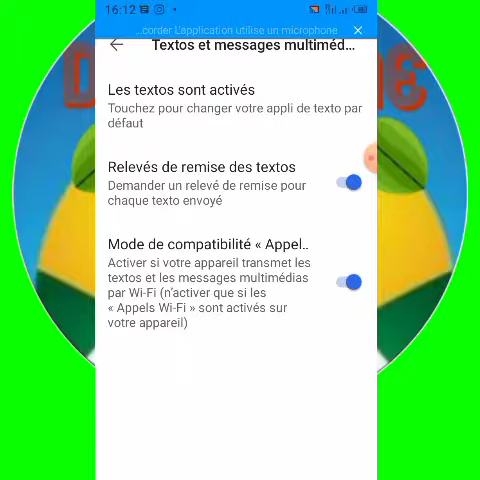 16:12
...corder L'application utilise un microphone
Textos et messages multiméd...
Les textos sont activés
Touchez pour changer votre appli de texto par
défaut
Relevés de remise des textos
Demander un relevé de remise pour
chaque texto envoyé
Mode de compatibilité « Appel..
Activer si votre appareil transmet les
textos et les messages multimédias
par Wi-Fi (n'activer que si les
« Appels Wi-Fi » sont activés sur
votre appareil)